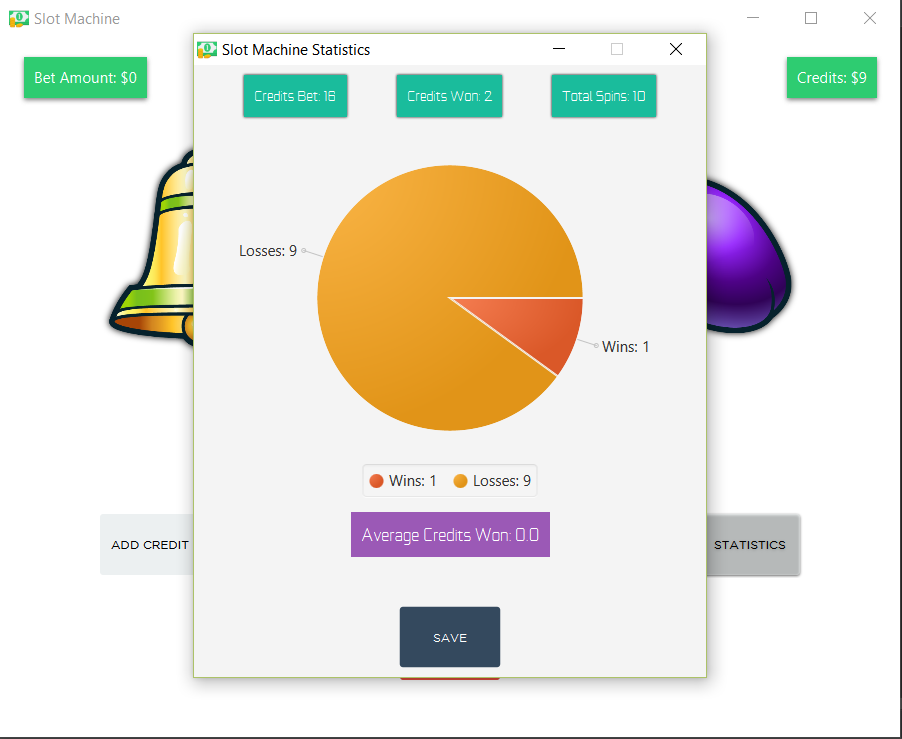 Slot Machine
Slot Machine Statistics
Bet Amount: $0
Credits: $9
Credits Bet: 16
Credits Won: 2
Total Spins: 10
Losses: 9
Wins: 1
Wins: 1
Losses: 9
Average Credits Won: 0.0
ADD CREDIT
STATISTICS
SAVE